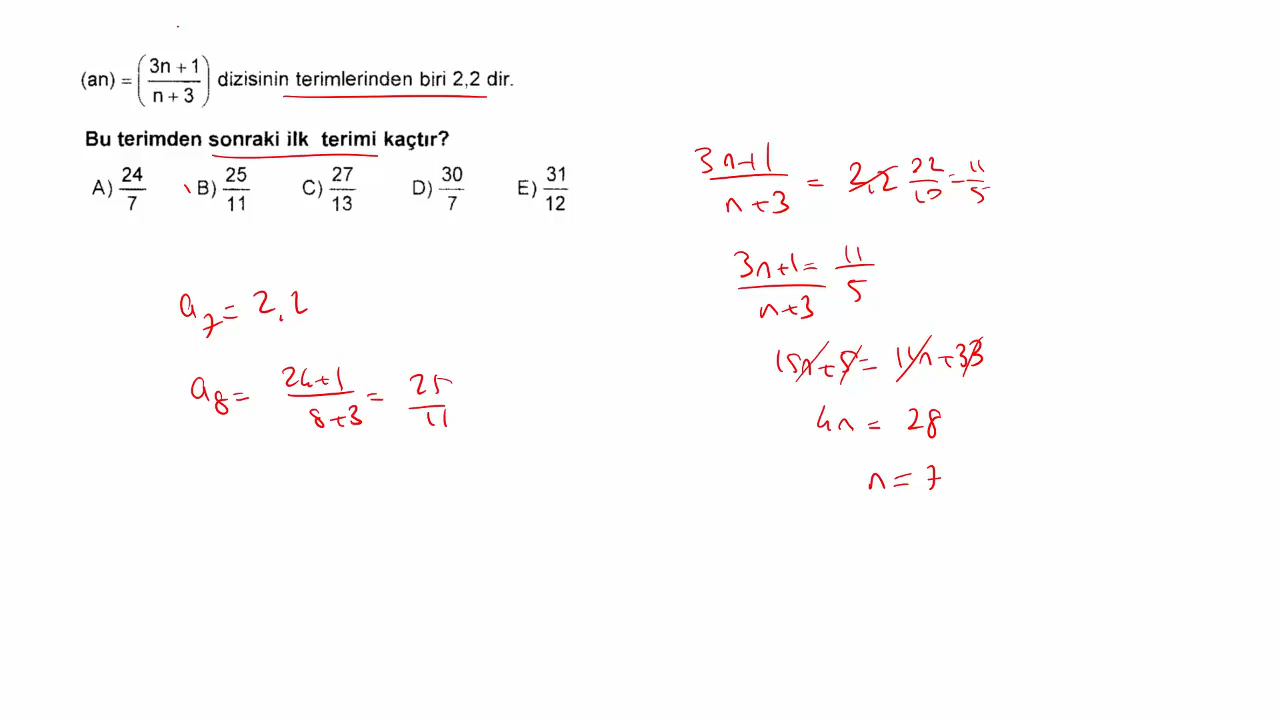 (an) = (3n + 1 / n + 3) dizisinin terimlerinden biri 2,2 dir.
Bu terimden sonraki ilk terimi kaçtır?
A) 24/7 B) 25/11 C) 27/13 D) 30/7 E) 31/12
3n+1 / n+3 = 2,2 22/10 = 11/5
3n+1 / n+3 = 11/5
15n+5 = 11n+33
4n = 28
n = 7
a7 = 2,2
a8 = 24+1 / 8+3 = 25/11